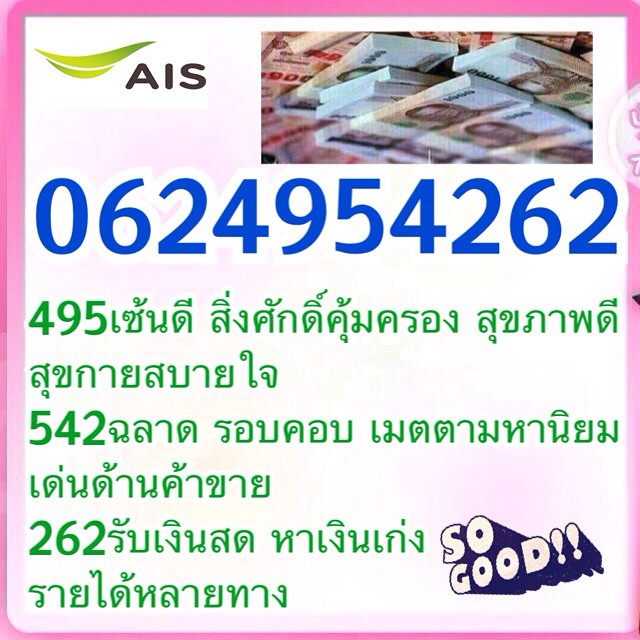 AIS
0624954262
495เซ้นดี สิ่งศักดิ์คุ้มครอง สุขภาพดี
สุขกายสบายใจ
542ฉลาด รอบคอบ เมตตามหานิยม
เด่นด้านค้าขาย
262รับเงินสด หาเงินเก่ง
รายได้หลายทาง
SO
GOOD!!